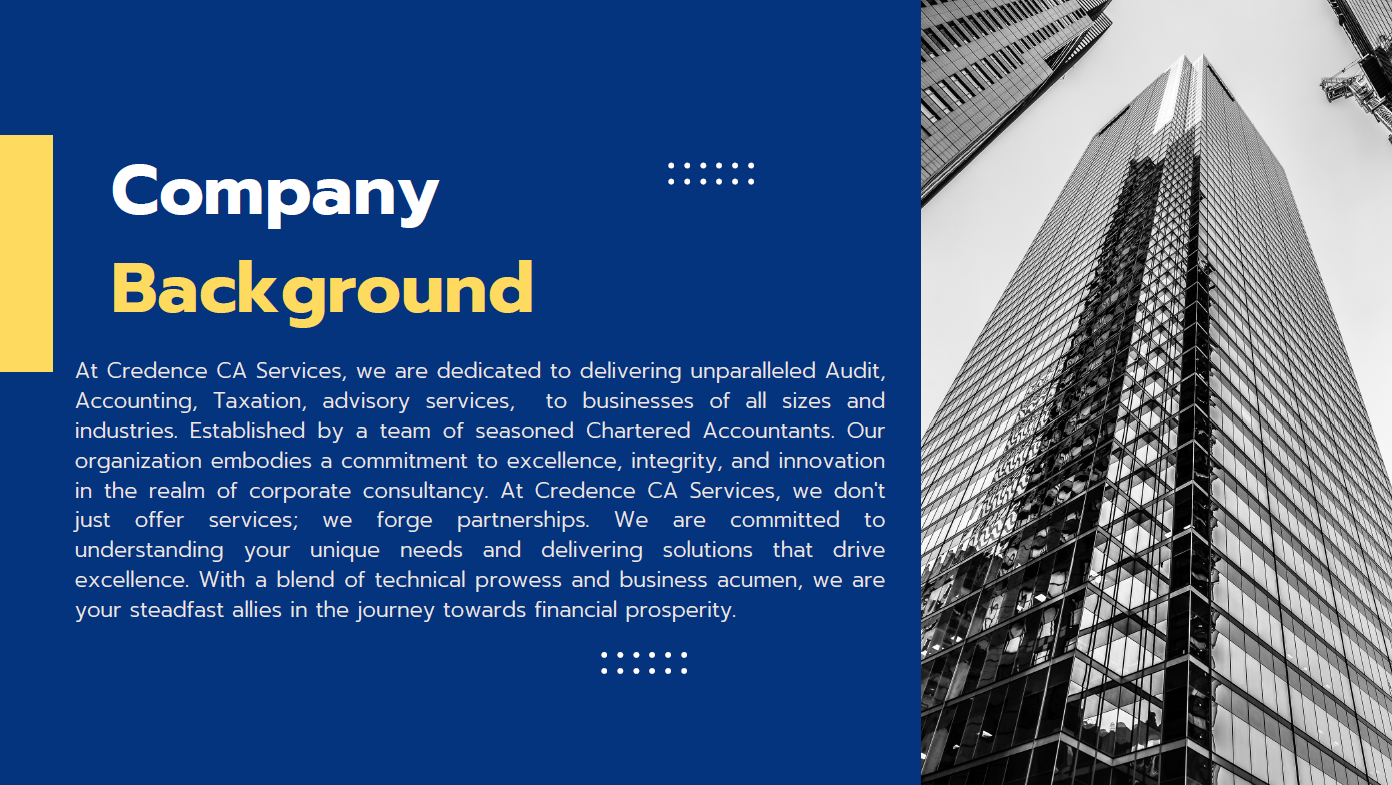 Company
Background
At Credence CA Services, we are dedicated to delivering unparalleled Audit,
Accounting, Taxation, advisory services, to businesses of all sizes and
industries. Established by a team of seasoned Chartered Accountants. Our
organization embodies a commitment to excellence, integrity, and innovation
in the realm of corporate consultancy. At Credence CA Services, we don't
just offer services; we forge partnerships. We are committed to
understanding your unique needs and delivering solutions that drive
excellence. With a blend of technical prowess and business acumen, we are
your steadfast allies in the journey towards financial prosperity.